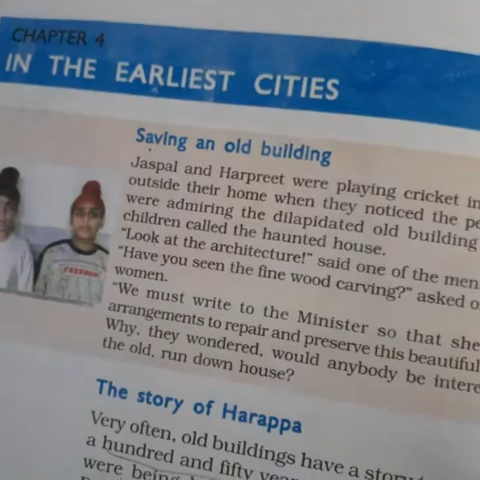 CHAPTER 4
IN THE EARLIEST CITIES
Saving an old building
Jaspal and Harpreet were playing cricket in
outside their home when they noticed the
were admiring the dilapidated old building
children called the haunted house.
"Look at the architecture!" said one of the men.
"Have you seen the fine wood carving?" asked
women.
"We must write to the Minister so that she
arrangements to repair and preserve this beautiful
Why, they wondered, would anybody be
the old, run down house?
The story of Harappa
Very often, old buildings have a
a hundred and fifty
were being